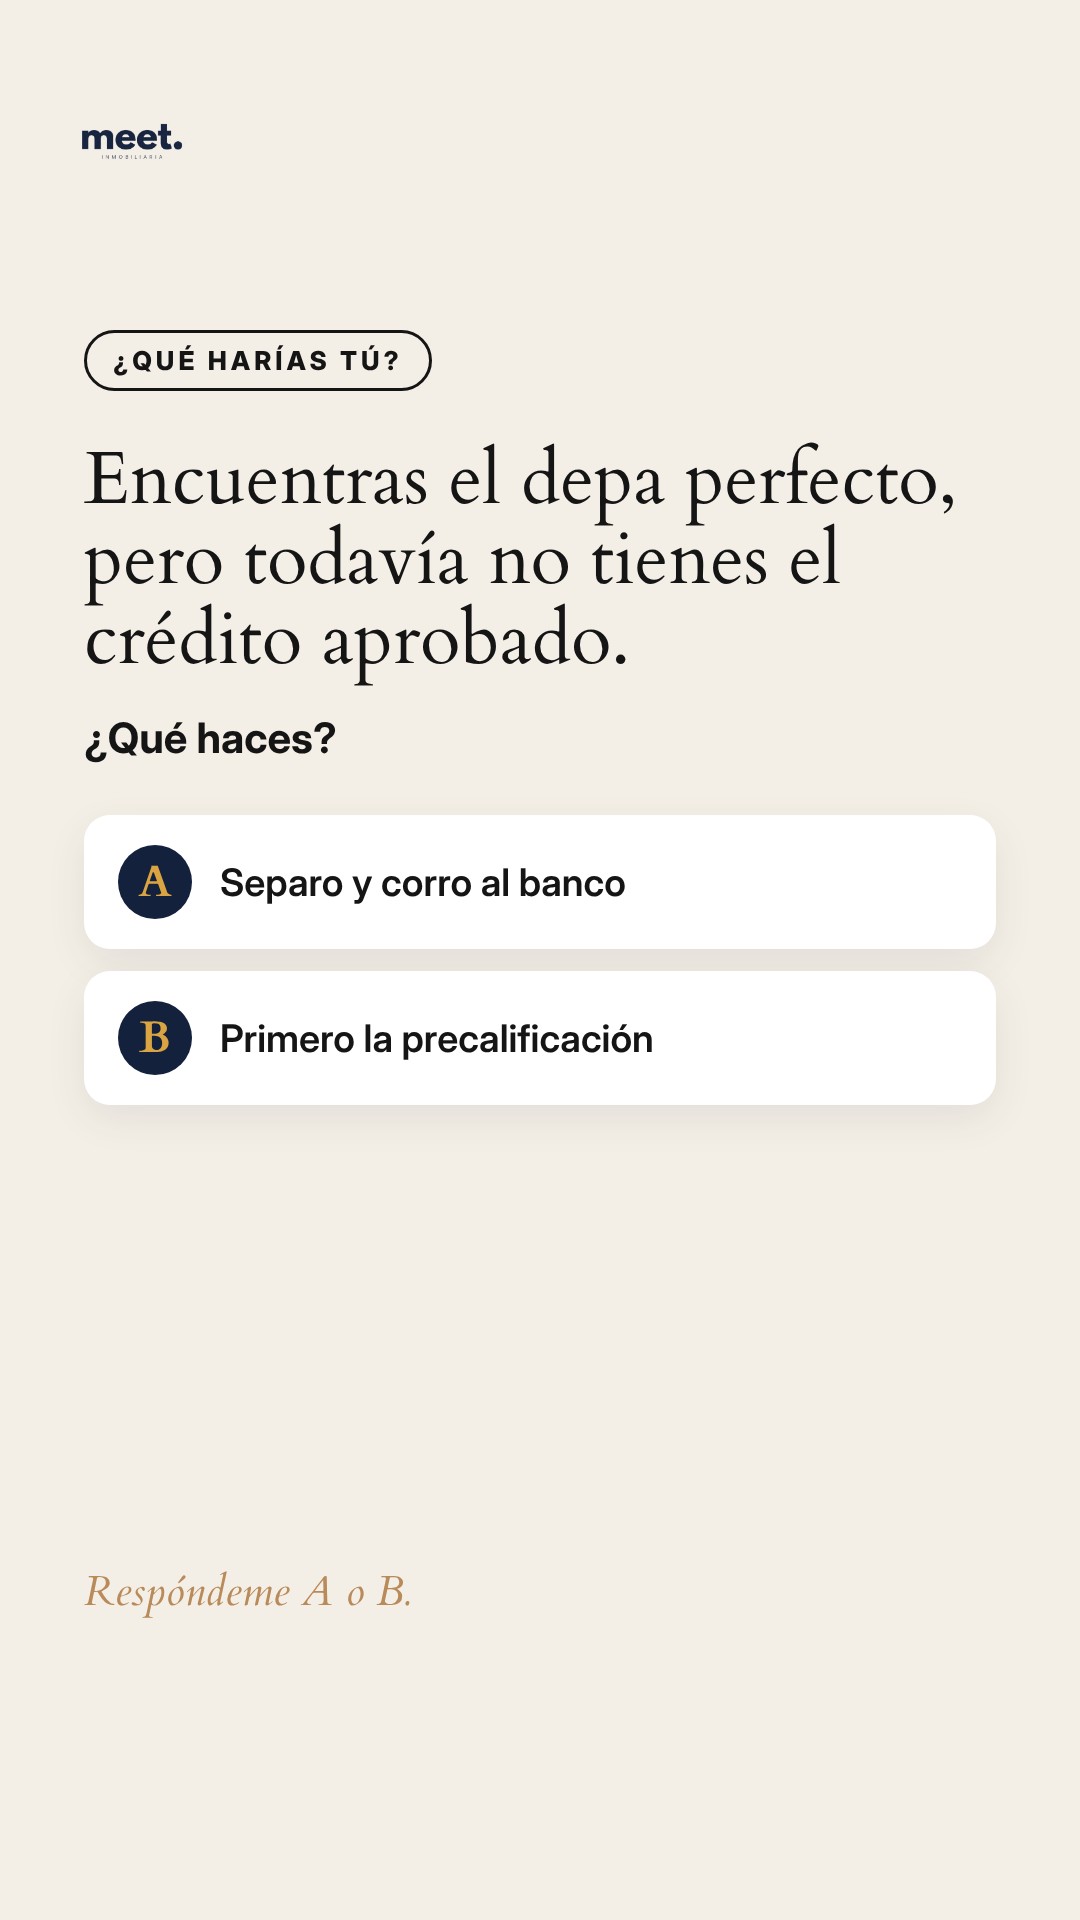 meet.
INMOBILIARIA
¿QUÉ HARÍAS TÚ?
Encuentras el depa perfecto,
pero todavía no tienes el
crédito aprobado.
¿Qué haces?
A Separo y corro al banco
B Primero la precalificación
Respóndeme A o B.